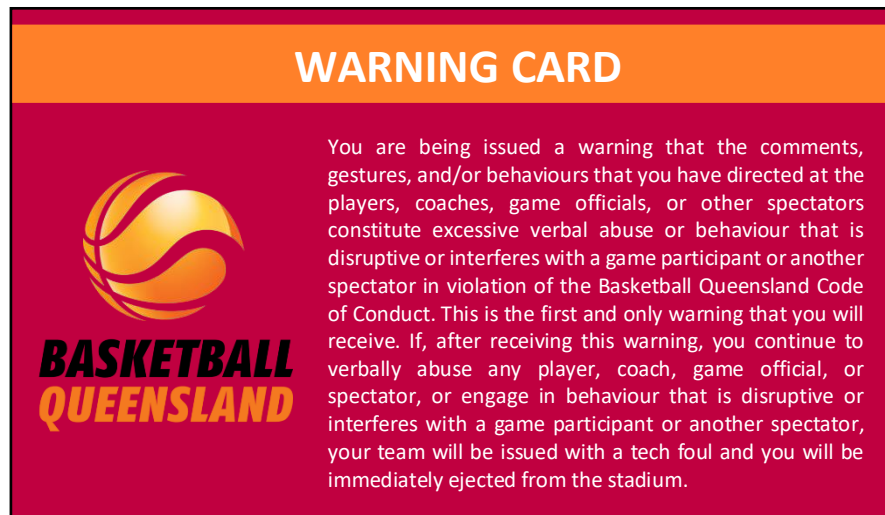 WARNING CARD
You are being issued a warning that the comments,
gestures, and/or behaviours that you have directed at the
players, coaches, game officials, or other spectators
constitute excessive verbal abuse or behaviour that is
disruptive or interferes with a game participant or another
spectator in violation of the Basketball Queensland Code
of Conduct. This is the first and only warning that you will
receive. If, after receiving this warning, you continue to
verbally abuse any player, coach, game official, or
spectator, or engage in behaviour that is disruptive or
interferes with a game participant or another spectator,
your team will be issued with a tech foul and you will be
immediately ejected from the stadium.
BASKETBALL
QUEENSLAND